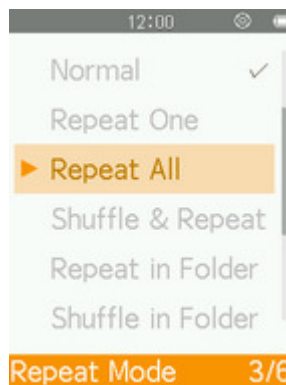 12:00
Normal
Repeat One
Repeat All
Shuffle & Repeat
Repeat in Folder
Shuffle in Folder
Repeat Mode 3/6